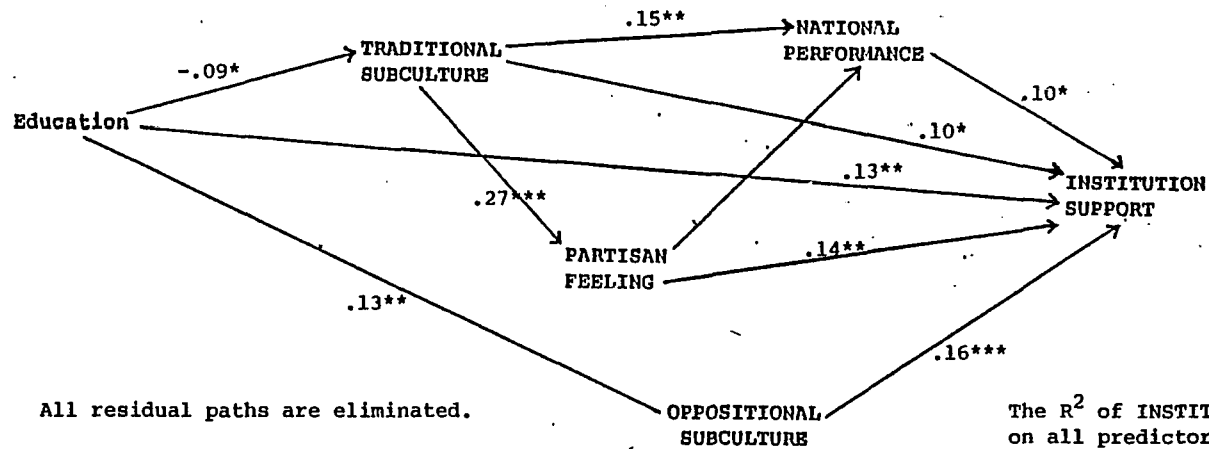 .15**
NATIONAL
PERFORMANCE
TRADITIONAL
SUBCULTURE
-.09*
.10*
Education
.10*
.13**
INSTITUTION
SUPPORT
.27***
PARTISAN
FEELING
.14**
.13**
.16***
All residual paths are eliminated.
OPPOSITIONAL
SUBCULTURE
The R2 of INSTIT
on all predictor